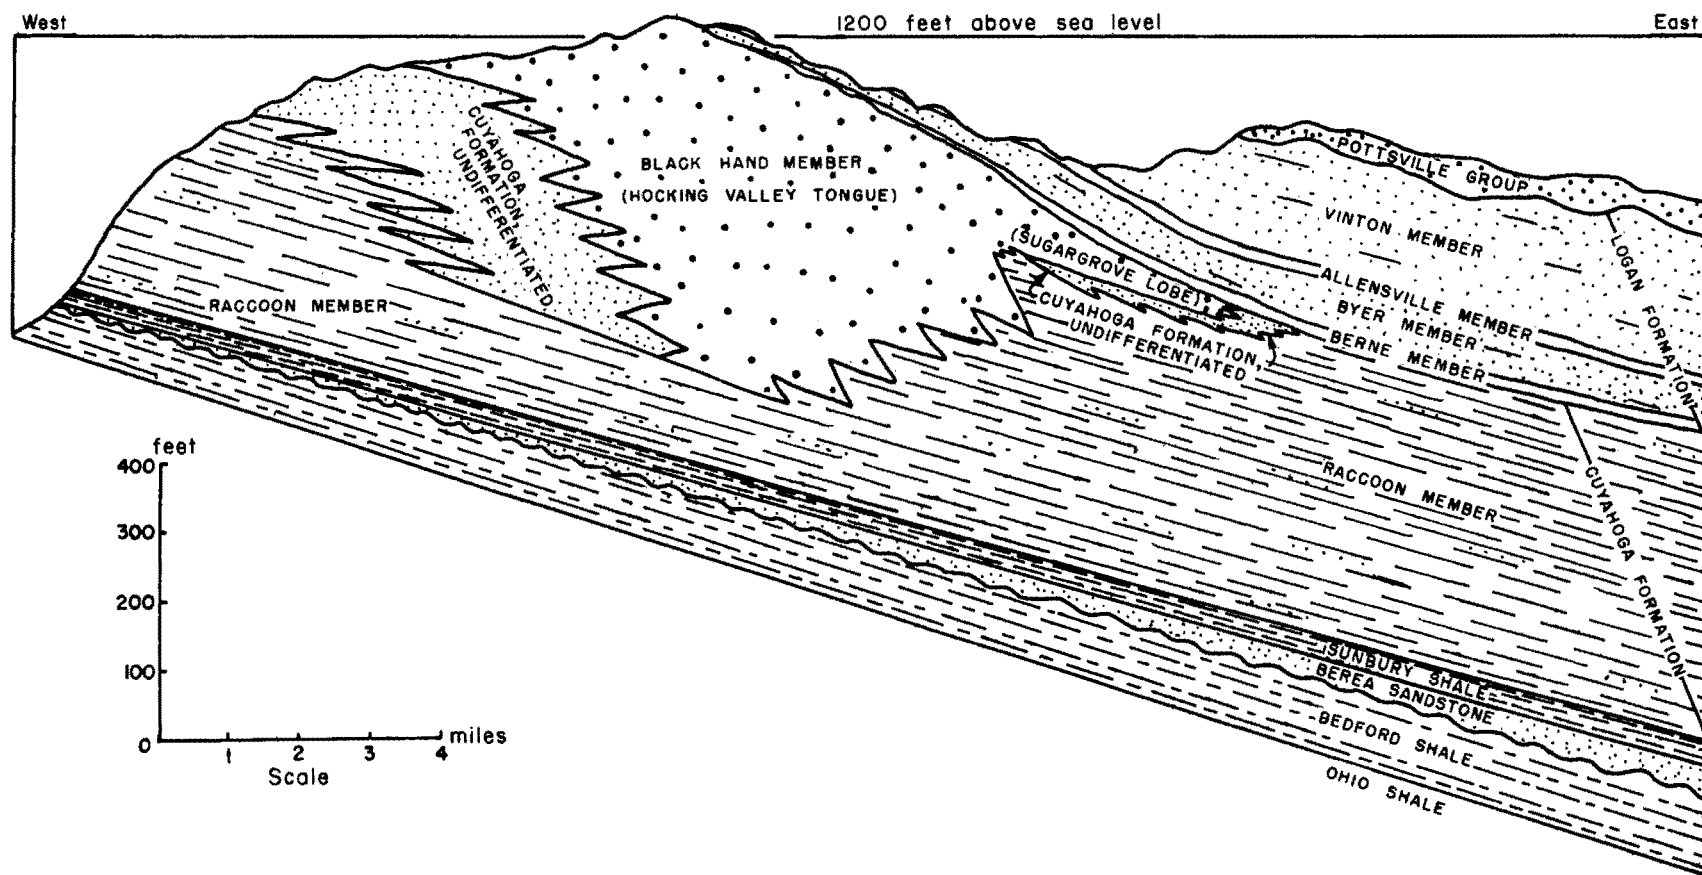 West
1200 feet above sea level
East
POTTSVILLE GROUP
VINTON MEMBER
LOGAN FORMATION
CUYAHOGA
FORMATION
UNDIFFERENTIATED
BLACK HAND MEMBER
(HOCKING VALLEY TONGUE)
(SUGARGROVE LOBE)
CUYAHOGA FORMATION,
UNDIFFERENTIATED
ALLENSVILLE MEMBER
BYER MEMBER
BERNE MEMBER
RACCOON MEMBER
RACCOON MEMBER
CUYAHOGA FORMATION
SUNBURY SHALE
BEREA SANDSTONE
BEDFORD SHALE
OHIO SHALE
feet
400
300
200
100
0
1 2 3 4 miles
Scale